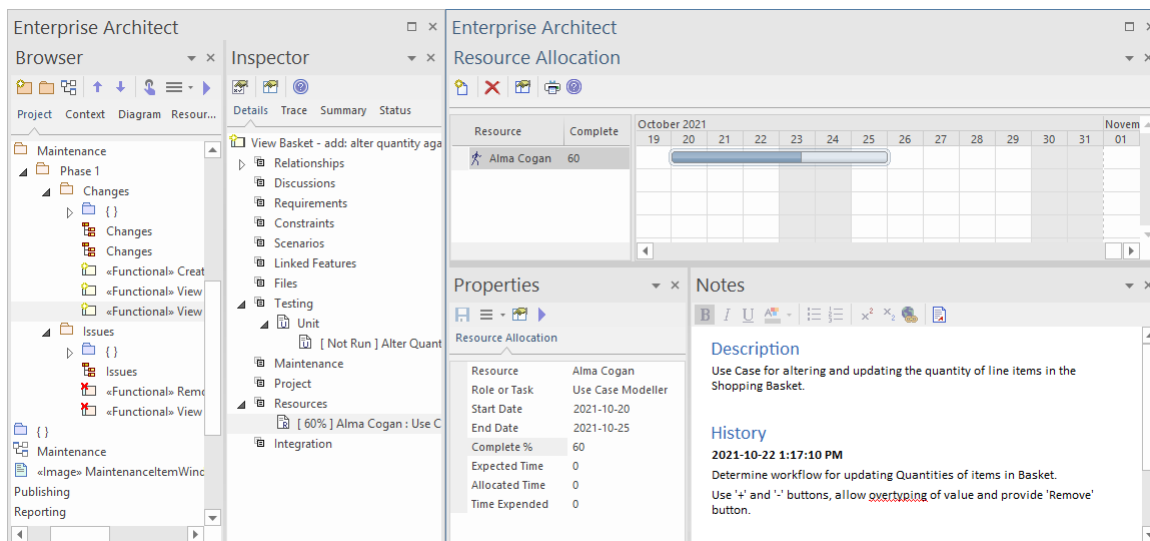 Enterprise Architect
Browser
Project Context Diagram Resour...
Maintenance
Phase 1
Changes
{ }
Changes
Changes
«Functional» Creat
«Functional» View
«Functional» View
Issues
{ }
Issues
«Functional» Remo
«Functional» View
{ }
Maintenance
«Image» MaintenanceItemWind
Publishing
Reporting
Inspector
Details Trace Summary Status
View Basket - add: alter quantity aga
Relationships
Discussions
Requirements
Constraints
Scenarios
Linked Features
Files
Testing
Unit
[ Not Run ] Alter Quant
Maintenance
Project
Resources
[ 60% ] Alma Cogan : Use C
Integration
Enterprise Architect
Resource Allocation
Resource Complete
October 2021 Novem
19 20 21 22 23 24 25 26 27 28 29 30 31 01
Alma Cogan 60
Properties
Resource Allocation
Resource Alma Cogan
Role or Task Use Case Modeller
Start Date 2021-10-20
End Date 2021-10-25
Complete % 60
Expected Time 0
Allocated Time 0
Time Expended 0
Notes
B I U A x² x₂
Description
Use Case for altering and updating the quantity of line items in the
Shopping Basket.
History
2021-10-22 1:17:10 PM
Determine workflow for updating Quantities of items in Basket.
Use '+' and '-' buttons, allow overtyping of value and provide 'Remove'
button.